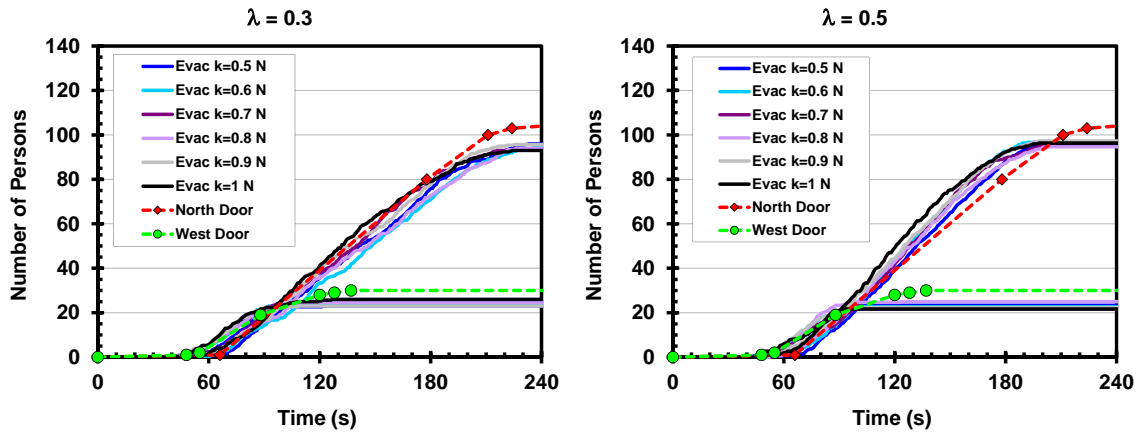 λ = 0.3
140
120
100
80
60
40
20
0
Number of Persons
Evac k=0.5 N
Evac k=0.6 N
Evac k=0.7 N
Evac k=0.8 N
Evac k=0.9 N
Evac k=1 N
North Door
West Door
0 60 120 180 240
Time (s)
λ = 0.5
140
120
100
80
60
40
20
0
Number of Persons
Evac k=0.5 N
Evac k=0.6 N
Evac k=0.7 N
Evac k=0.8 N
Evac k=0.9 N
Evac k=1 N
North Door
West Door
0 60 120 180 240
Time (s)